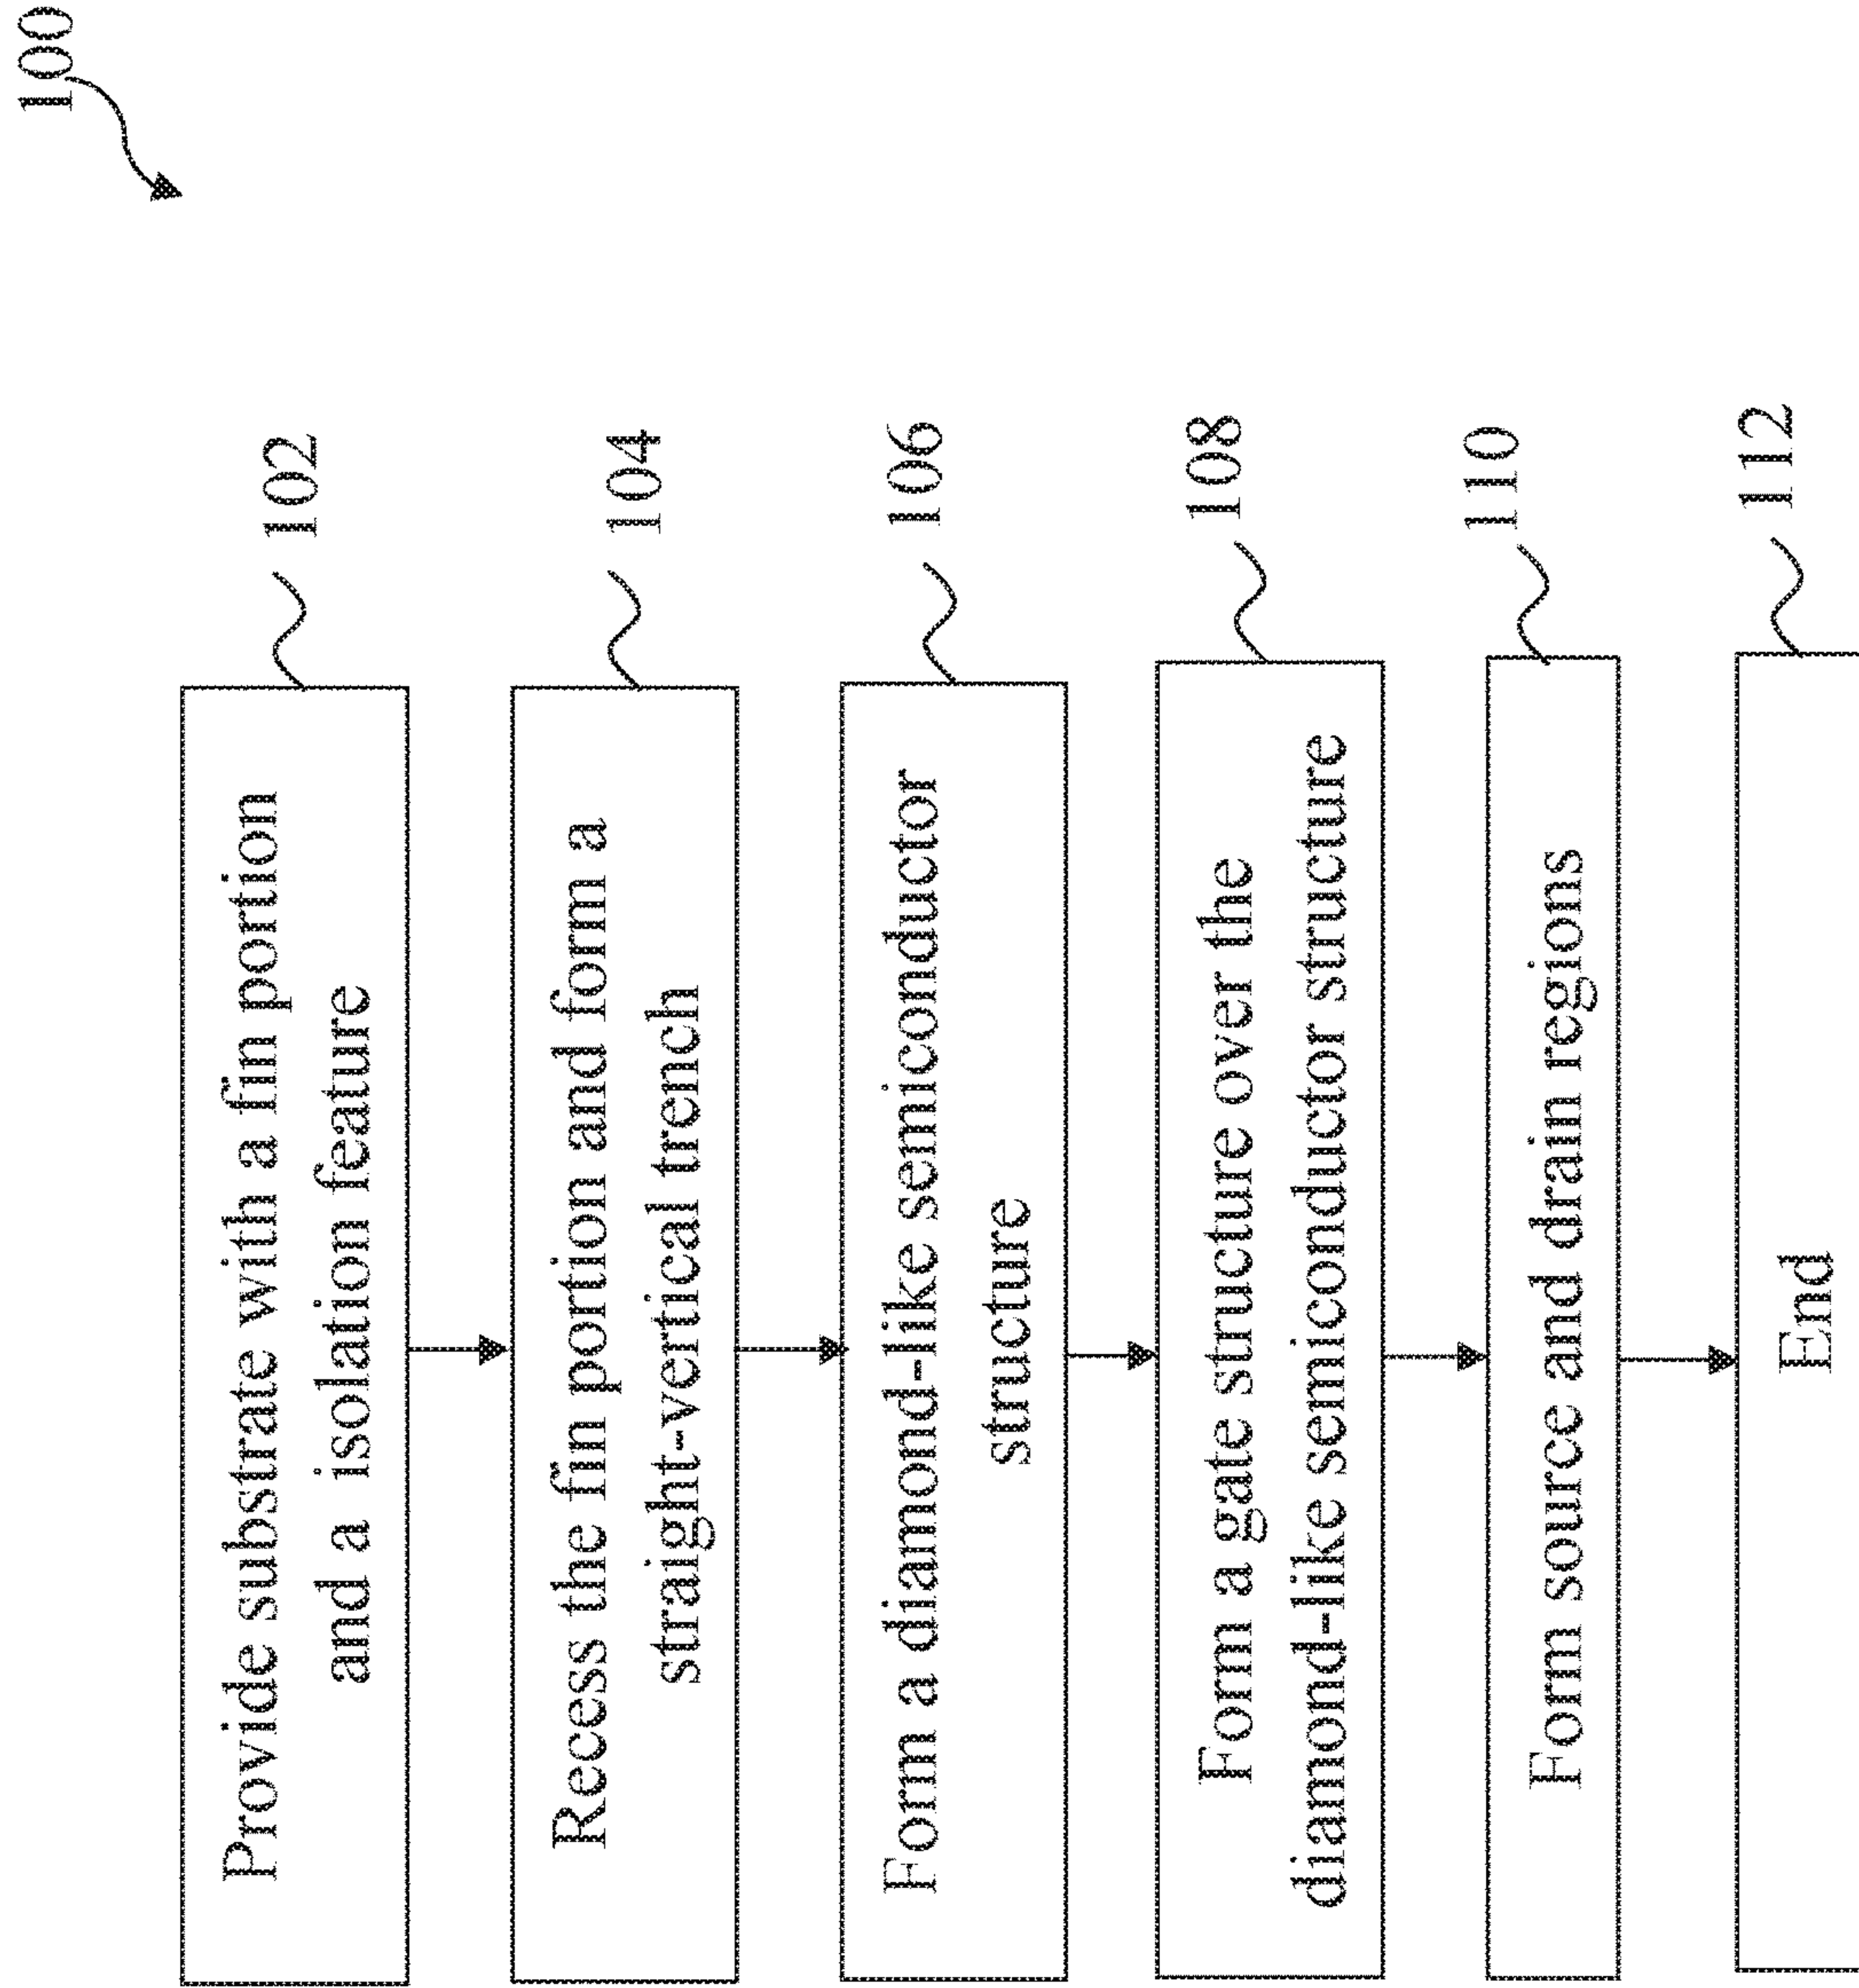 100
Provide substrate with a fin portion
and a isolation feature
102
Recess the fin portion and form a
straight-vertical trench
104
Form a diamond-like semiconductor
structure
106
Form a gate structure over the
diamond-like semiconductor structure
108
Form source and drain regions
110
End
112